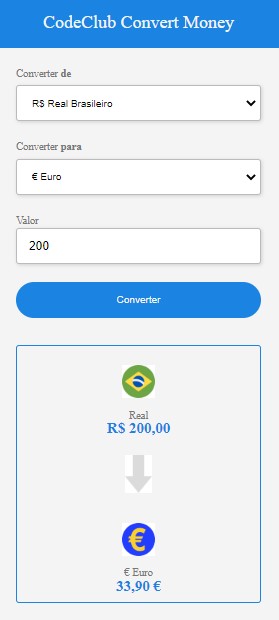 CodeClub Convert Money
Converter de
R$ Real Brasileiro
Converter para
€ Euro
Valor
200
Converter
Real
R$ 200,00
€
€ Euro
33,90 €